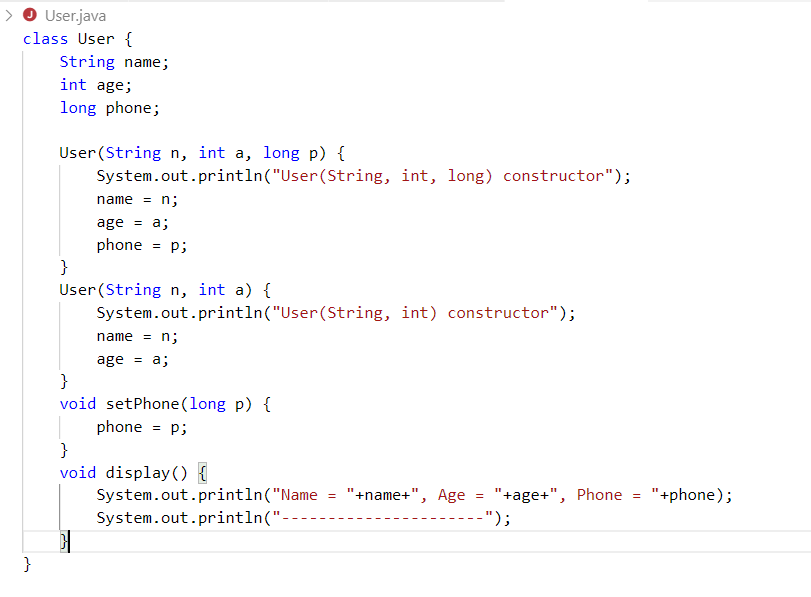 User.java
class User {
    String name;
    int age;
    long phone;

    User(String n, int a, long p) {
        System.out.println("User(String, int, long) constructor");
        name = n;
        age = a;
        phone = p;
    }
    User(String n, int a) {
        System.out.println("User(String, int) constructor");
        name = n;
        age = a;
    }
    void setPhone(long p) {
        phone = p;
    }
    void display() {
        System.out.println("Name = "+name+", Age = "+age+", Phone = "+phone);
        System.out.println("----------------------");
    }
}